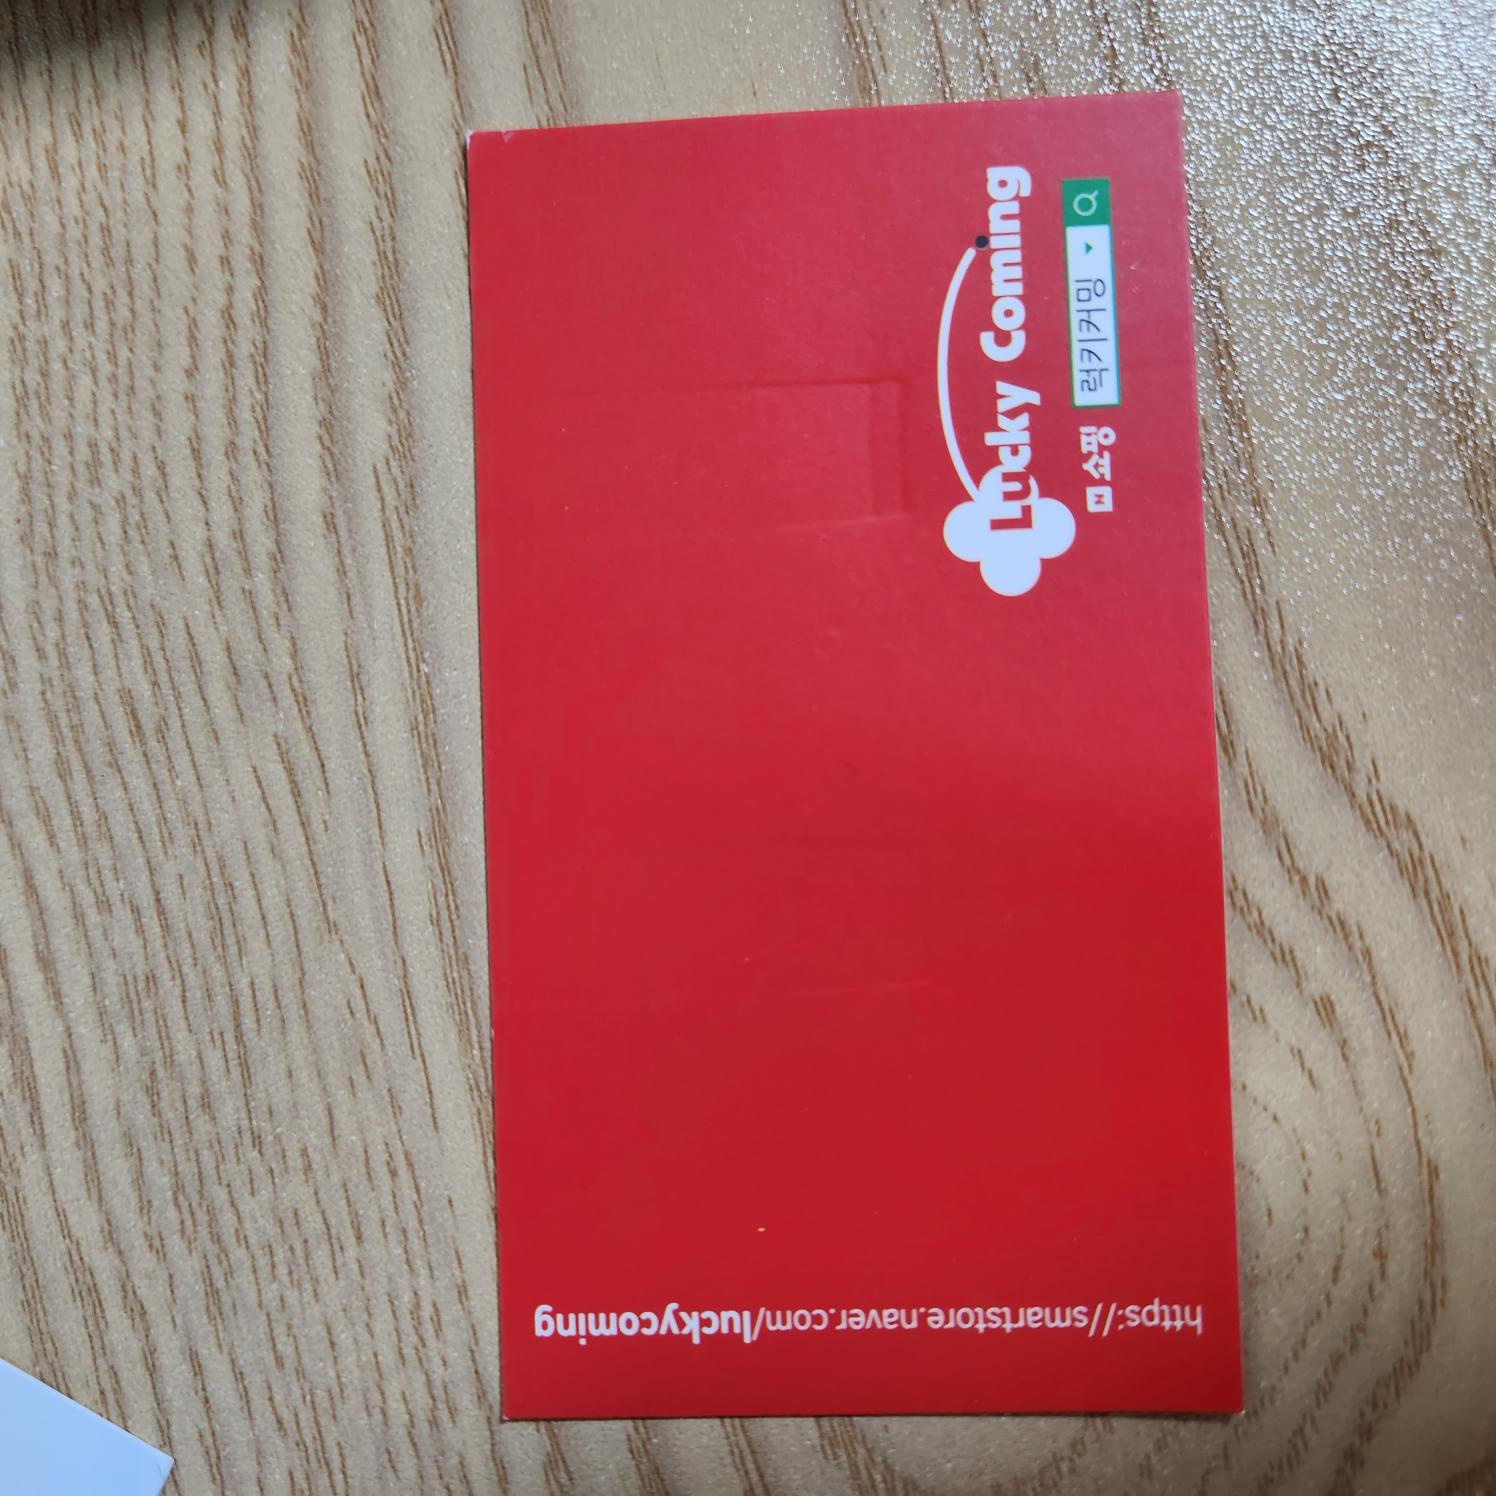 Lucky Coming
N 쇼핑 럭키커밍
https://smartstore.naver.com/luckycoming